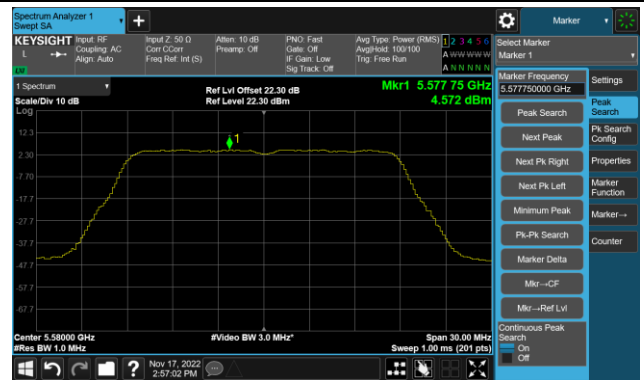 Spectrum Analyzer 1
Swept SA
+
Marker
KEYSIGHT
L
LW
Input: RF
Coupling: AC
Align: Auto
Input Z: 50 Ω
Corr CCorr
Freq Ref: Int (S)
Atten: 10 dB
Preamp: Off
PNO: Fast
Gate: Off
IF Gain: Low
Sig Track: Off
Avg Type: Power (RMS)
Avg|Hold: 100/100
Trig: Free Run
1 2 3 4 5 6
A W W W W W
A N N N N N
Select Marker
Marker 1
1 Spectrum
Scale/Div 10 dB
Log
Ref Lvl Offset 22.30 dB
Ref Level 22.30 dBm
Mkr1 5.577 75 GHz
4.572 dBm
12.3
2.30
-7.70
-17.7
-27.7
-37.7
-47.7
-57.7
-67.7
1
Center 5.58000 GHz
#Res BW 1.0 MHz
#Video BW 3.0 MHz*
Span 30.00 MHz
Sweep 1.00 ms (201 pts)
Marker Frequency
5.577750000 GHz
Peak Search
Next Peak
Next Pk Right
Next Pk Left
Minimum Peak
Pk-Pk Search
Marker Delta
Mkr→CF
Mkr→Ref Lvl
Continuous Peak
Search
On
Off
Settings
Peak
Search
Pk Search
Config
Properties
Marker
Function
Marker→
Counter
?
Nov 17, 2022
2:57:02 PM